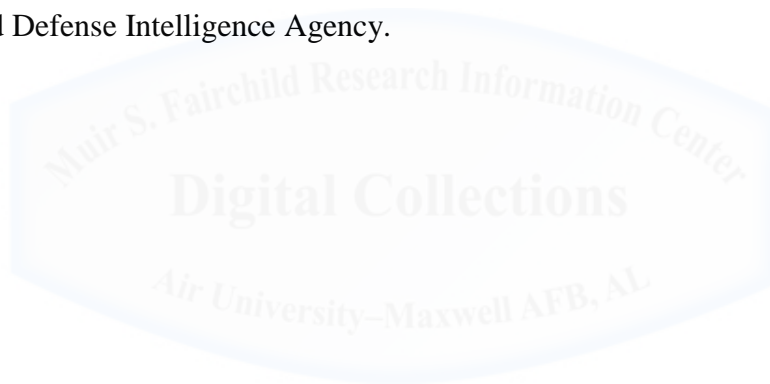 Defense Intelligence Agency.
Muir S. Fairchild Research Information Center
Digital Collections
Air University–Maxwell AFB, AL